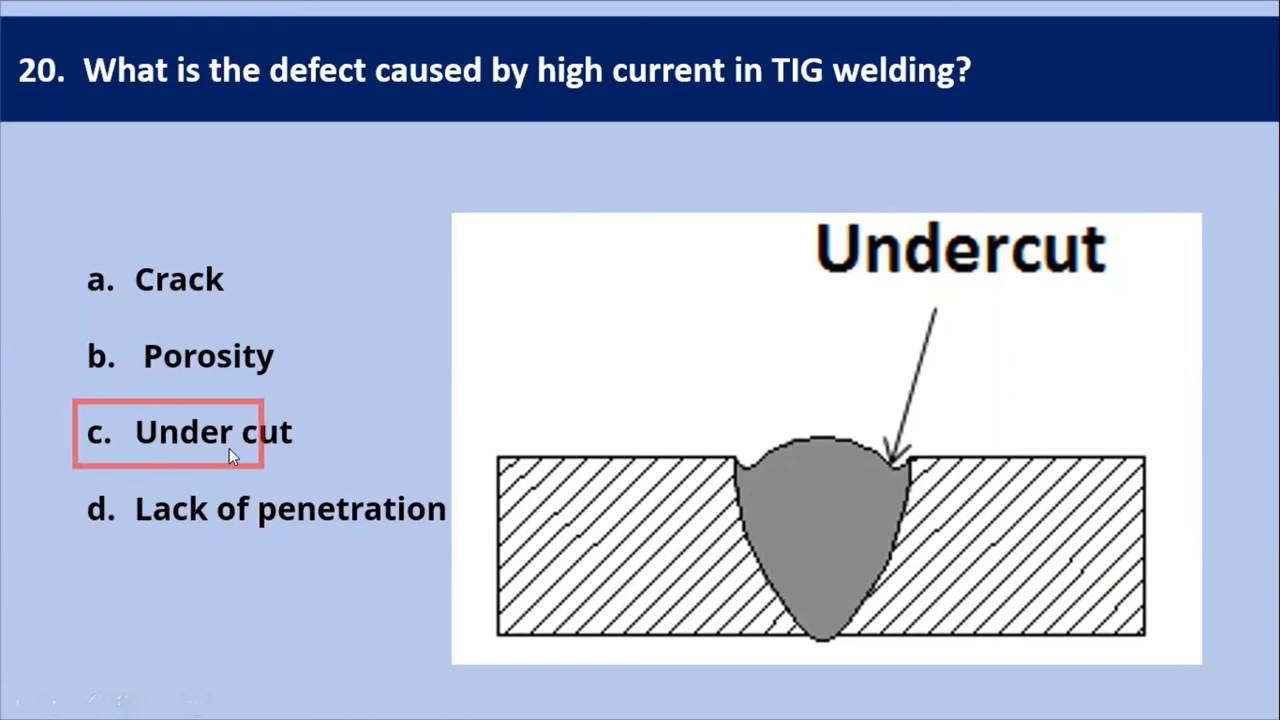 20. What is the defect caused by high current in TIG welding?
a. Crack
b. Porosity
c. Under cut
d. Lack of penetration
Undercut